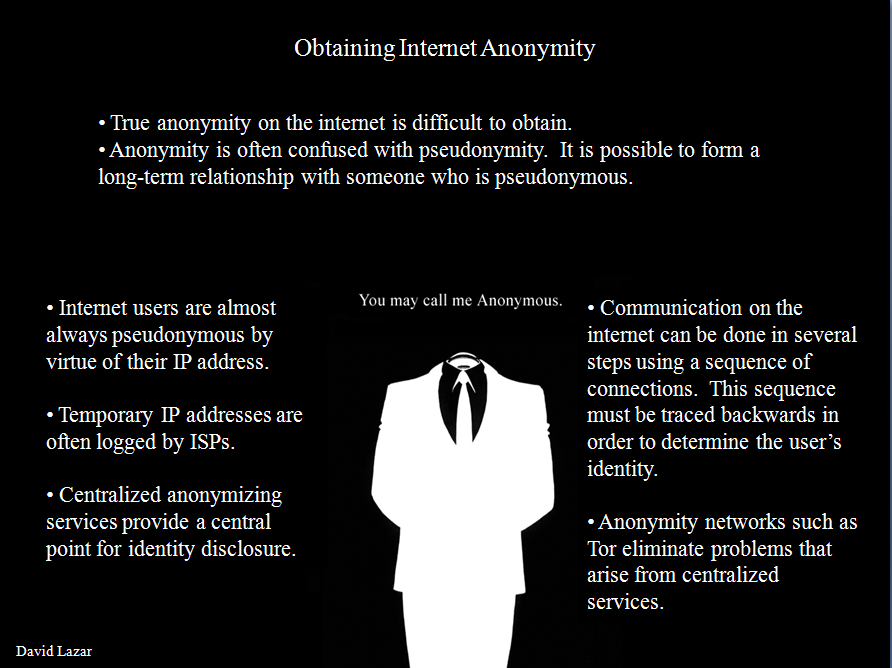 Obtaining Internet Anonymity
• True anonymity on the internet is difficult to obtain.
• Anonymity is often confused with pseudonymity.  It is possible to form a
long-term relationship with someone who is pseudonymous.
• Internet users are almost
always pseudonymous by
virtue of their IP address.
• Temporary IP addresses are
often logged by ISPs.
• Centralized anonymizing
services provide a central
point for identity disclosure.
You may call me Anonymous.
• Communication on the
internet can be done in several
steps using a sequence of
connections.  This sequence
must be traced backwards in
order to determine the user’s
identity.
• Anonymity networks such as
Tor eliminate problems that
arise from centralized
services.
David Lazar